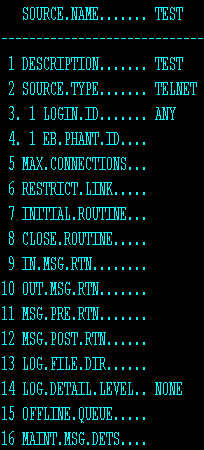 SOURCE.NAME....... TEST
------------------------------
1 DESCRIPTION....... TEST
2 SOURCE.TYPE....... TELNET
3. 1 LOGIN.ID....... ANY
4. 1 EB.PHANT.ID....
5 MAX.CONNECTIONS...
6 RESTRICT.LINK.....
7 INITIAL.ROUTINE...
8 CLOSE.ROUTINE.....
9 IN.MSG.RTN........
10 OUT.MSG.RTN.......
11 MSG.PRE.RTN.......
12 MSG.POST.RTN......
13 LOG.FILE.DIR......
14 LOG.DETAIL.LEVEL.. NONE
15 OFFLINE.QUEUE.....
16 MAINT.MSG.DETS....